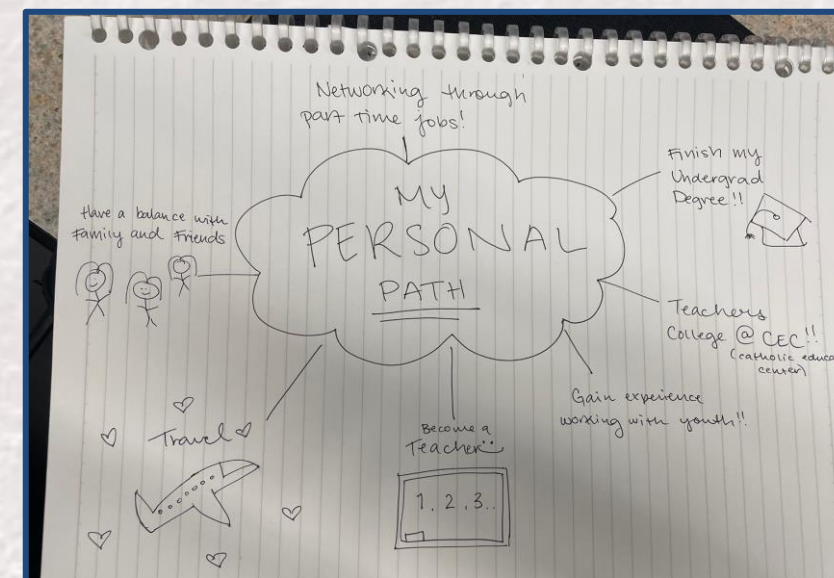 Networking through
part time jobs!
MY
PERSONAL
PATH
Finish my
Undergrad
Degree!!
Have a balance with
Family and Friends
Teachers
College @ CEC!!
(catholic educa
center)
Gain experience
working with youth!!
Become a
Teacher
Travel
1, 2, 3..